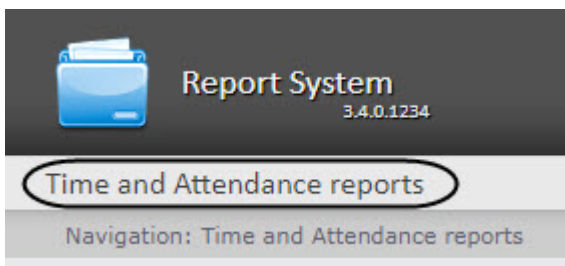 Report System
3.4.0.1234
Time and Attendance reports
Navigation: Time and Attendance reports